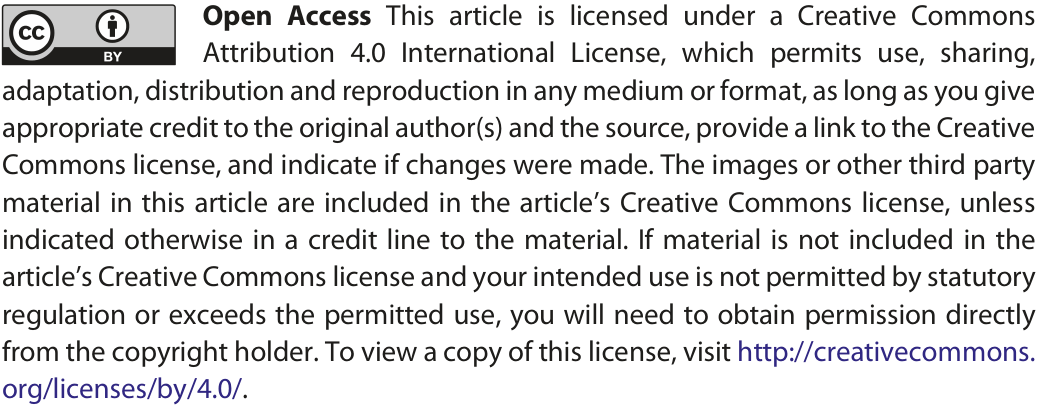 cc BY Open Access This article is licensed under a Creative Commons
Attribution 4.0 International License, which permits use, sharing,
adaptation, distribution and reproduction in any medium or format, as long as you give
appropriate credit to the original author(s) and the source, provide a link to the Creative
Commons license, and indicate if changes were made. The images or other third party
material in this article are included in the article’s Creative Commons license, unless
indicated otherwise in a credit line to the material. If material is not included in the
article’s Creative Commons license and your intended use is not permitted by statutory
regulation or exceeds the permitted use, you will need to obtain permission directly
from the copyright holder. To view a copy of this license, visit http://creativecommons.
org/licenses/by/4.0/.